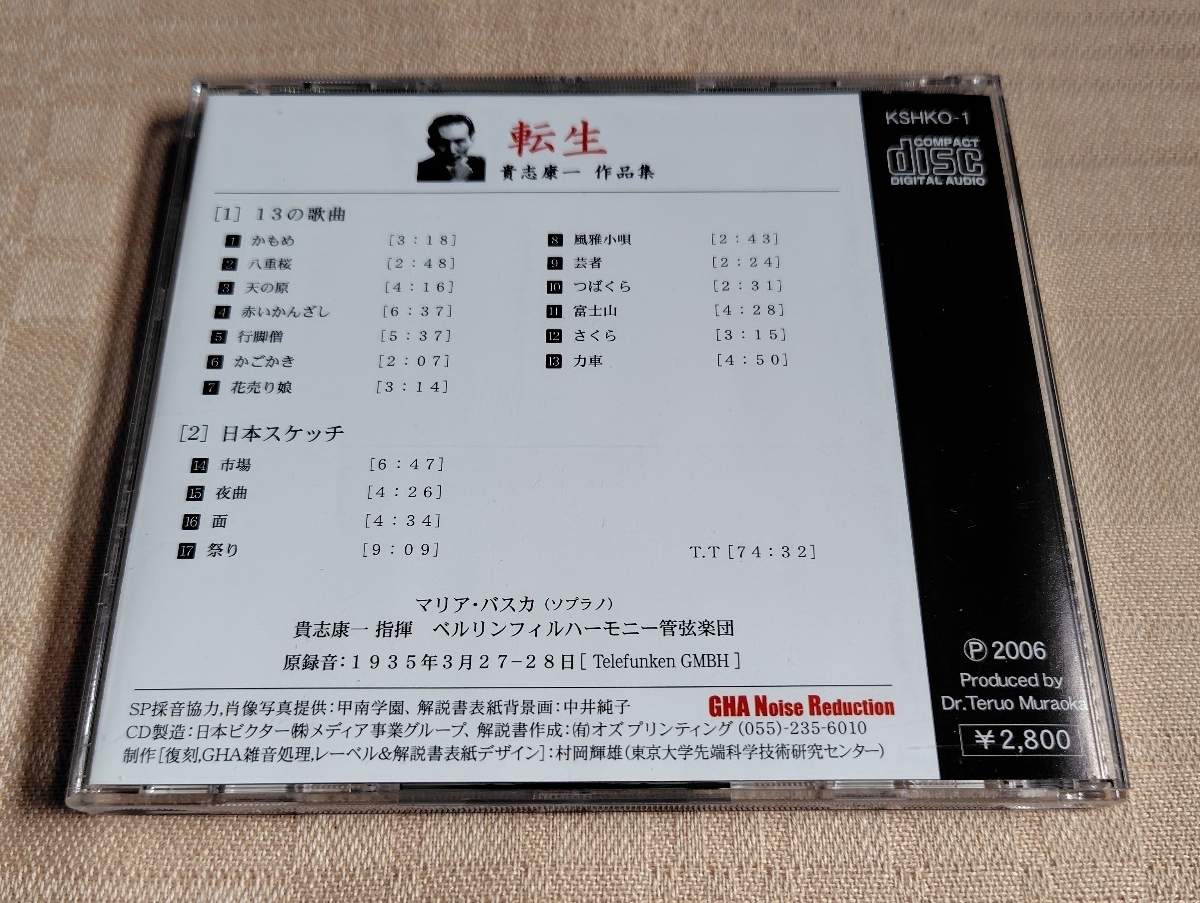 転生
貴志康一 作品集
[1] 13の歌曲
1 かもめ [3:18]
2 八重桜 [2:48]
3 天の原 [4:16]
4 赤いかんざし [6:37]
5 行脚僧 [5:37]
6 かごかき [2:07]
7 花売り娘 [3:14]
8 風雅小唄 [2:43]
9 芸者 [2:24]
10 つばくら [2:31]
11 富士山 [4:28]
12 さくら [3:15]
13 力車 [4:50]
[2] 日本スケッチ
14 市場 [6:47]
15 夜曲 [4:26]
16 面 [4:34]
17 祭り [9:09]
T.T [74:32]
マリア・バスカ (ソプラノ)
貴志康一 指揮 ベルリンフィルハーモニー管弦楽団
原録音:1935年3月27-28日[ Telefunken GMBH ]
SP採音協力,肖像写真提供:甲南学園、解説書表紙背景画:中井純子
GHA Noise Reduction
CD製造:日本ビクター㈱メディア事業グループ、解説書作成:(有)オズプリンティング (055)-235-6010
制作[復刻,GHA雑音処理,レーベル&解説書表紙デザイン]:村岡輝雄(東京大学先端科学技術研究センター)
KSHKO-1
COMPACT
disc
DIGITAL AUDIO
Ⓟ 2006
Produced by
Dr.Teruo Muraoka
¥2,800